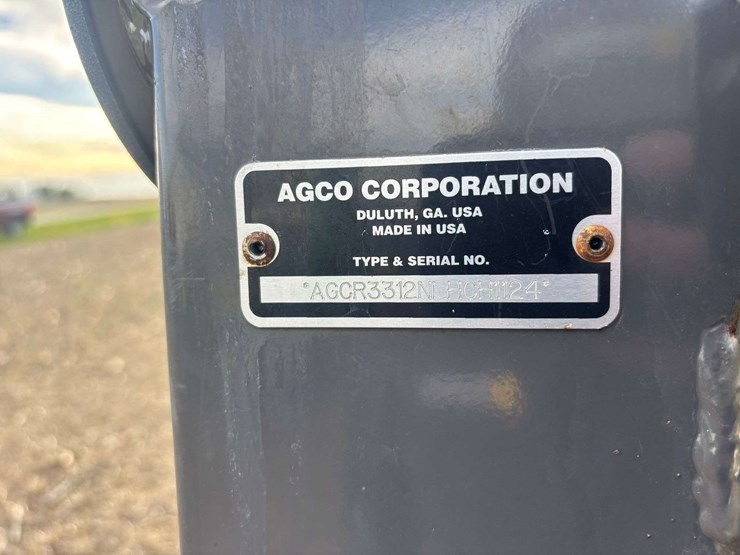 AGCO CORPORATION
DULUTH, GA. USA
MADE IN USA
TYPE & SERIAL NO.